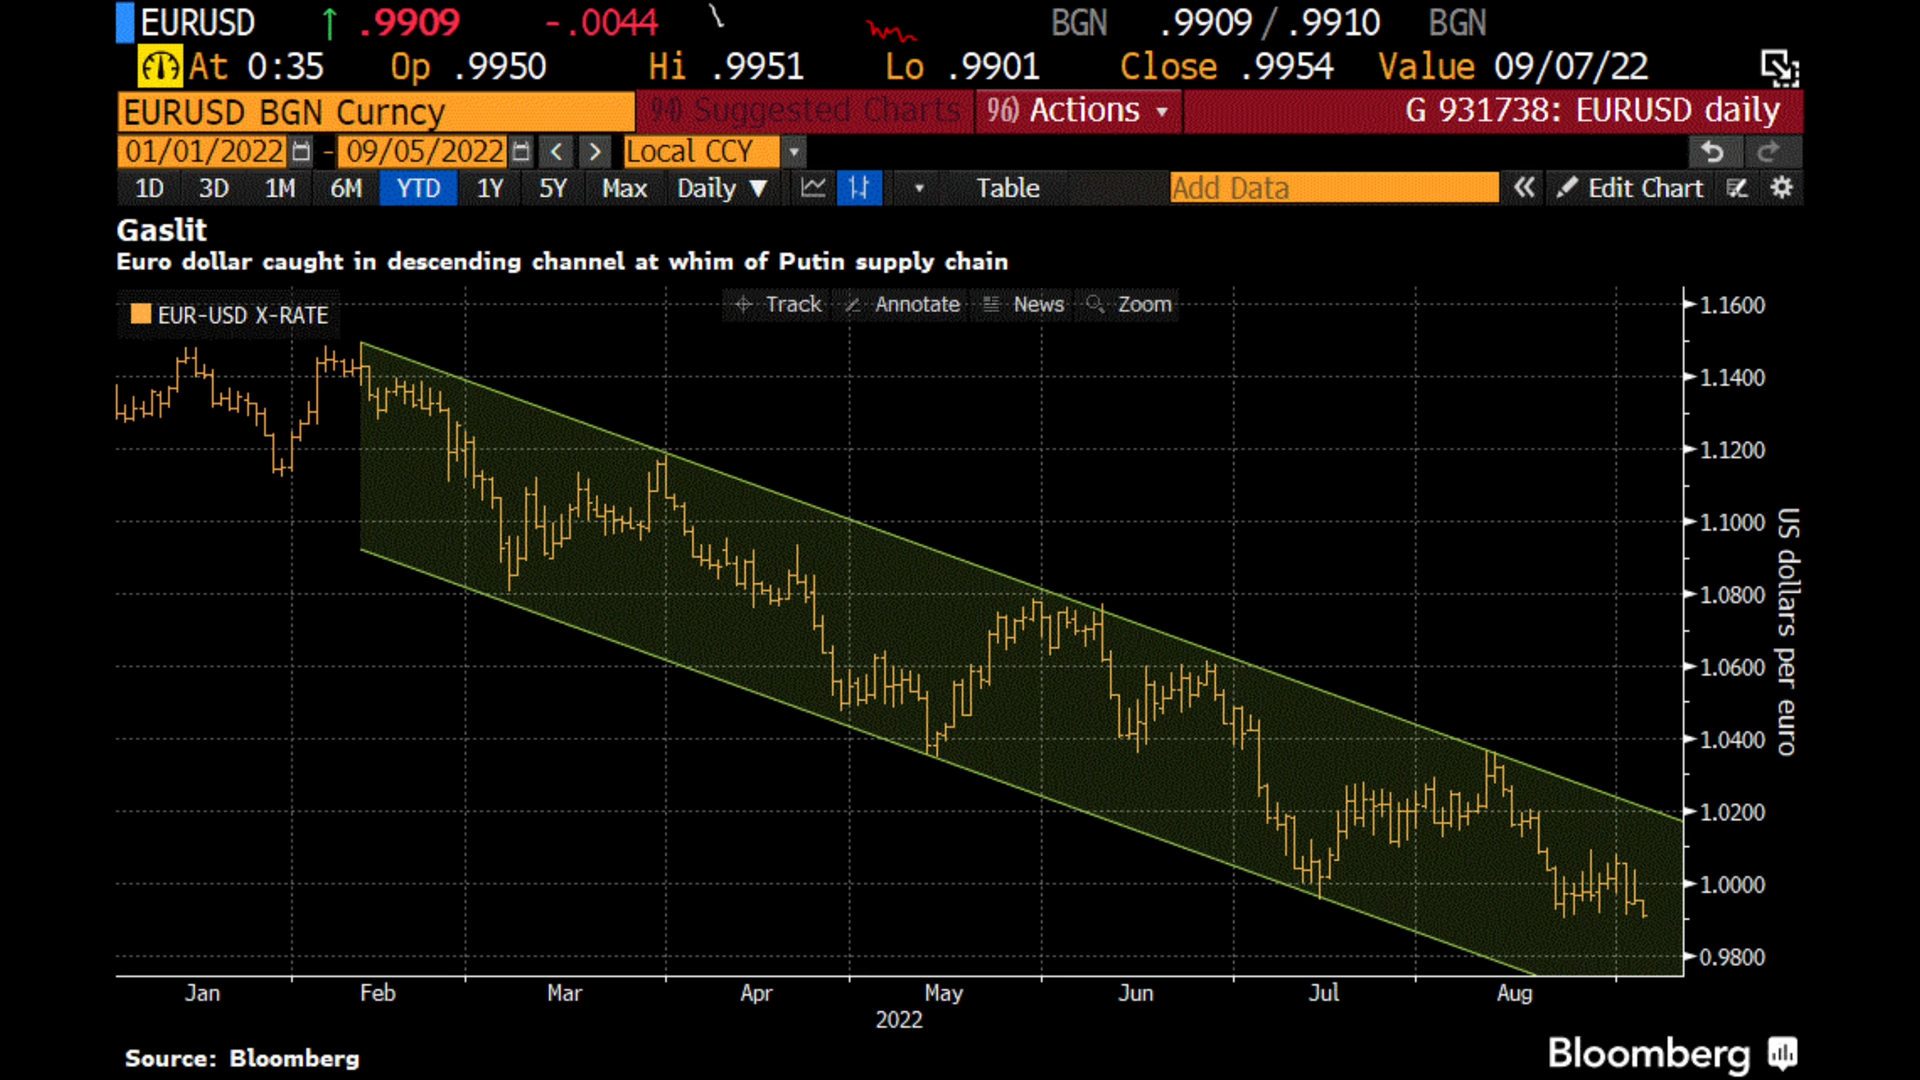 EURUSD ↑ .9909 -.0044 BGN .9909 / .9910 BGN
At 0:35 Op .9950 Hi .9951 Lo .9901 Close .9954 Value 09/07/22
EURUSD BGN Curncy 94) Suggested Charts 96) Actions ▾ G 931738: EURUSD daily
01/01/2022 - 09/05/2022 < > Local CCY
1D 3D 1M 6M YTD 1Y 5Y Max Daily ▼ Table Add Data « Edit Chart
Gaslit
Euro dollar caught in descending channel at whim of Putin supply chain
EUR-USD X-RATE
Track Annotate News Zoom
1.1600
1.1400
1.1200
1.1000
1.0800
1.0600
1.0400
1.0200
1.0000
0.9800
US dollars per euro
Jan Feb Mar Apr May Jun Jul Aug
2022
Source: Bloomberg
Bloomberg